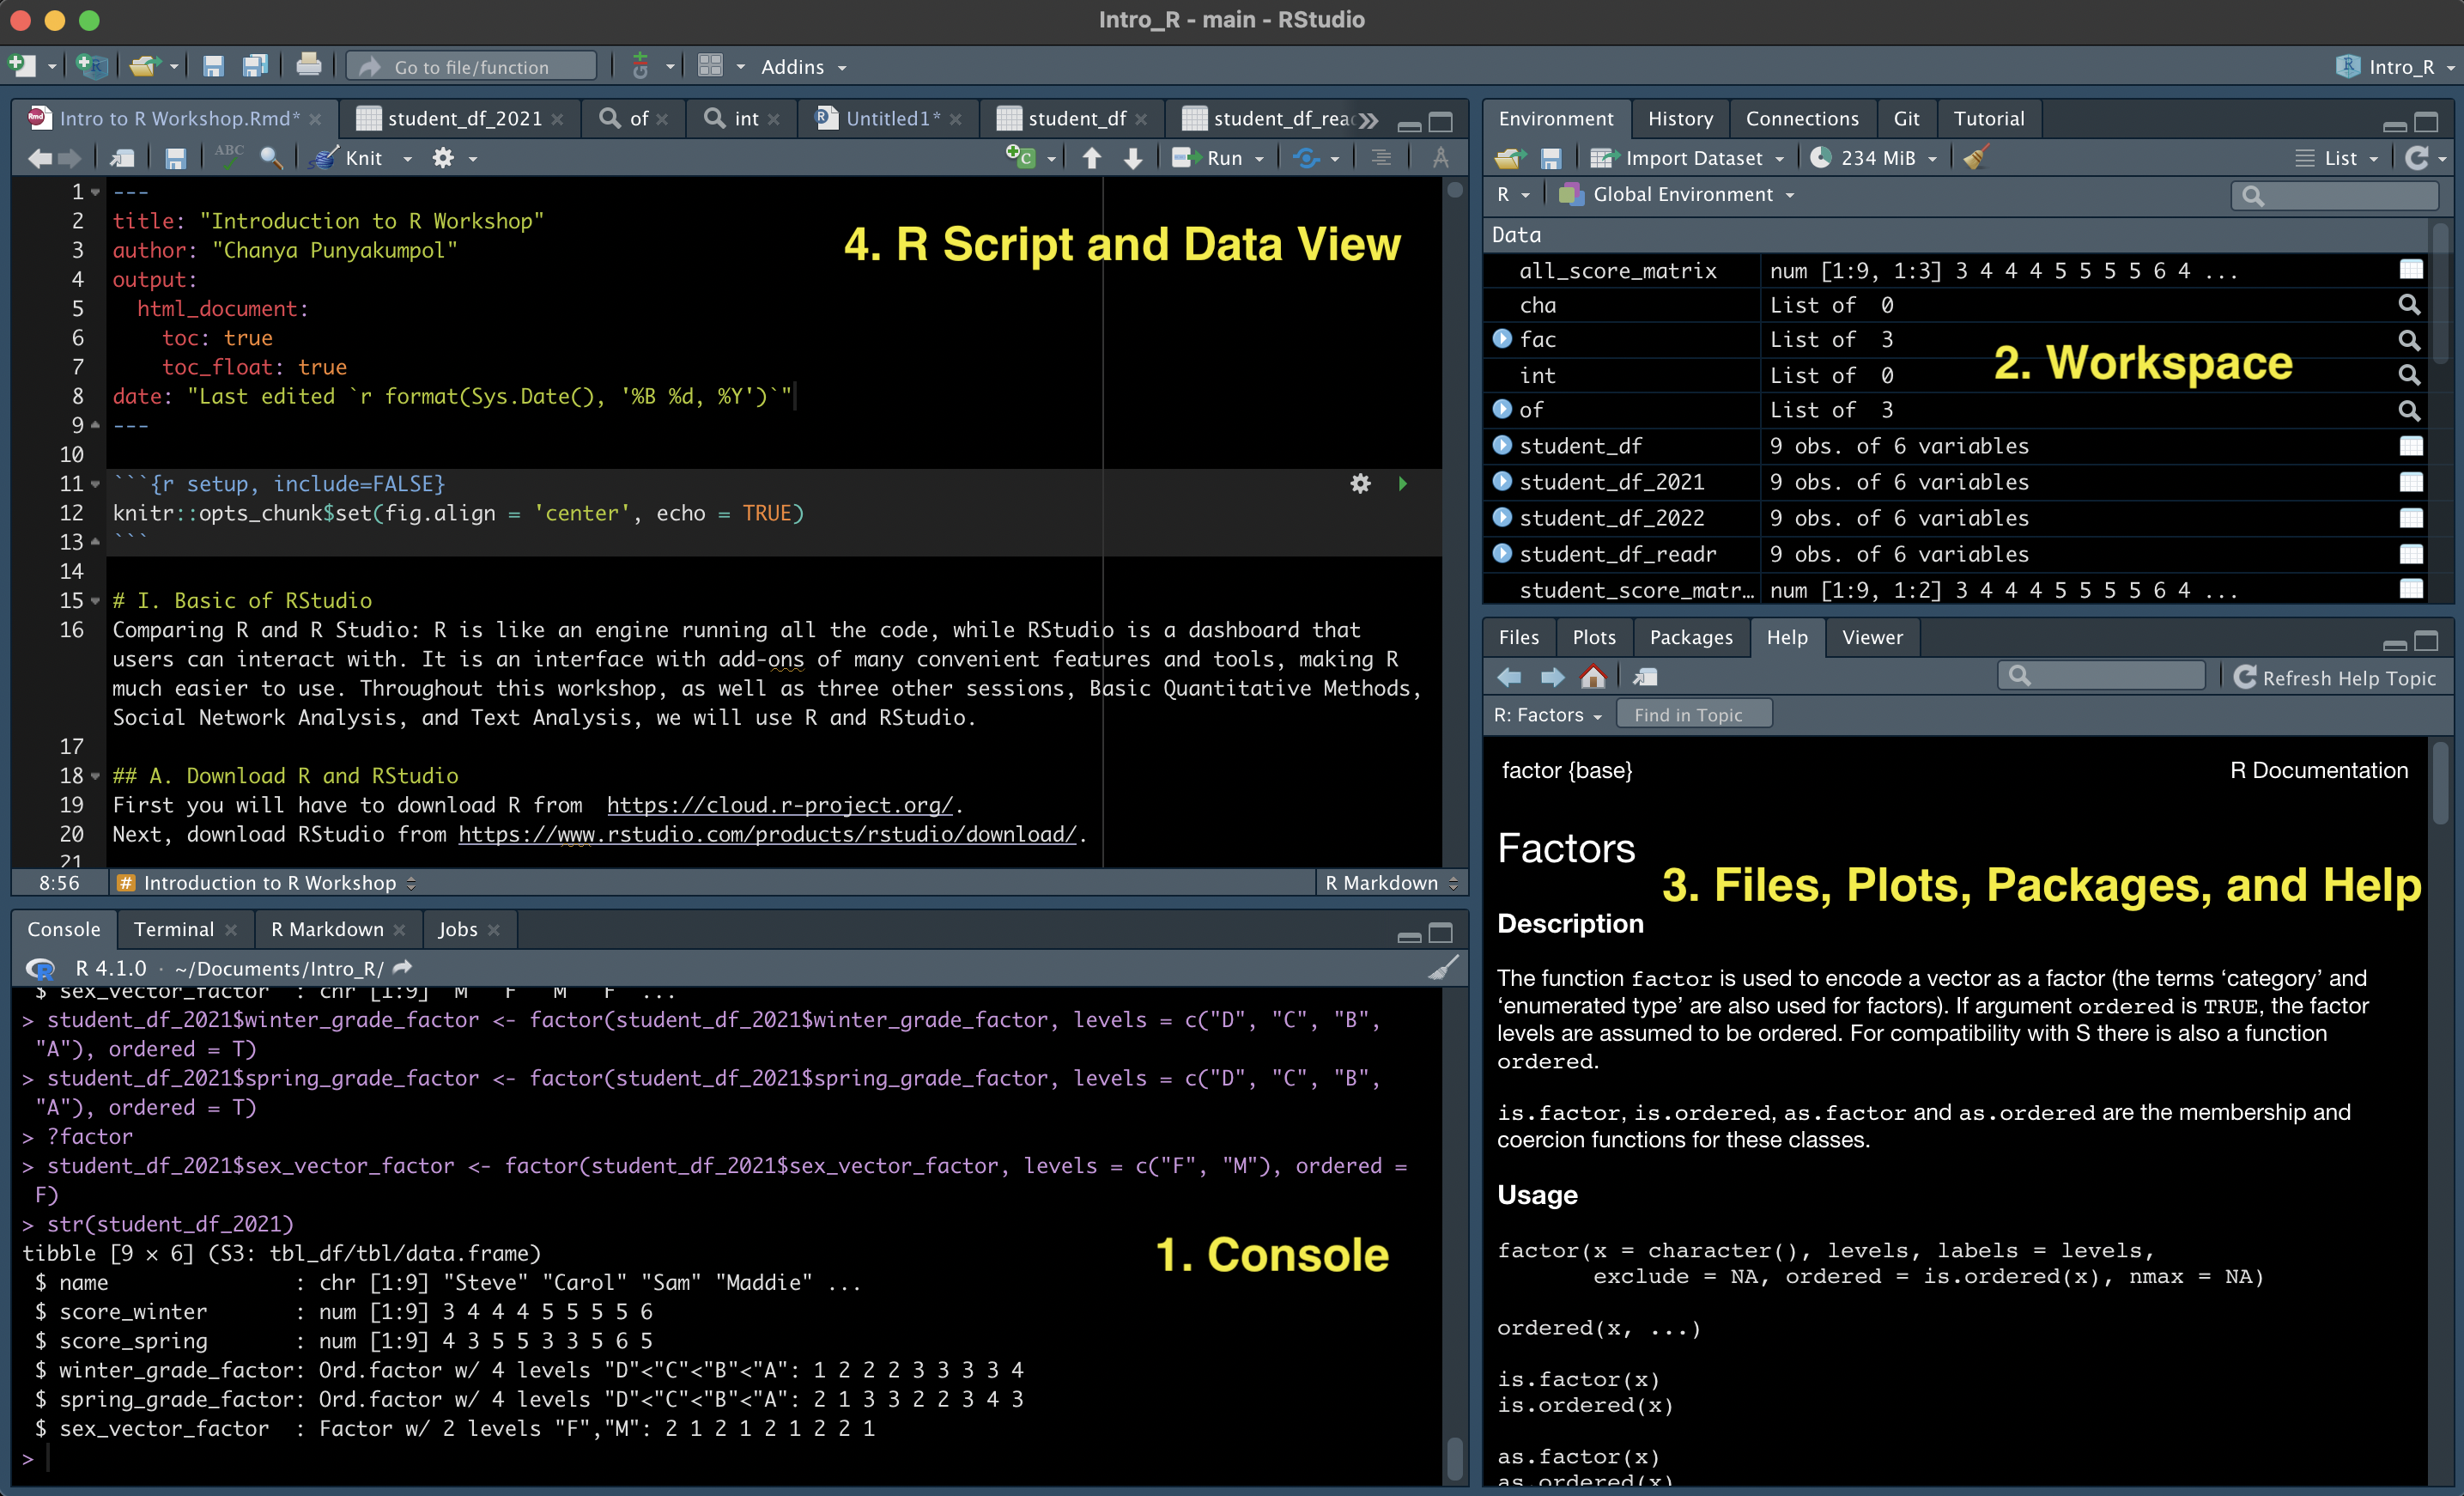 Intro_R - main - RStudio
Go to file/function
Addins
Intro_R
Intro to R Workshop.Rmd*
student_df_2021
of
int
Untitled1*
student_df
student_df_rea
ABC
Knit
Run
1 ---
2 title: "Introduction to R Workshop"
3 author: "Chanya Punyakumpol"
4 output:
5 html_document:
6 toc: true
7 toc_float: true
8 date: "Last edited `r format(Sys.Date(), '%B %d, %Y')`"
9 ---
10
11 ```{r setup, include=FALSE}
12 knitr::opts_chunk$set(fig.align = 'center', echo = TRUE)
13 ```
14
15 # I. Basic of RStudio
16 Comparing R and R Studio: R is like an engine running all the code, while RStudio is a dashboard that
users can interact with. It is an interface with add-ons of many convenient features and tools, making R
much easier to use. Throughout this workshop, as well as three other sessions, Basic Quantitative Methods,
Social Network Analysis, and Text Analysis, we will use R and RStudio.
17
18 ## A. Download R and RStudio
19 First you will have to download R from  https://cloud.r-project.org/.
20 Next, download RStudio from https://www.rstudio.com/products/rstudio/download/.
21
4. R Script and Data View
8:56
# Introduction to R Workshop
R Markdown
Console
Terminal
R Markdown
Jobs
R 4.1.0 · ~/Documents/Intro_R/
$ sex_vector_factor : chr [1:9] "M" "F" "M" "F" ...
> student_df_2021$winter_grade_factor <- factor(student_df_2021$winter_grade_factor, levels = c("D", "C", "B",
"A"), ordered = T)
> student_df_2021$spring_grade_factor <- factor(student_df_2021$spring_grade_factor, levels = c("D", "C", "B",
"A"), ordered = T)
> ?factor
> student_df_2021$sex_vector_factor <- factor(student_df_2021$sex_vector_factor, levels = c("F", "M"), ordered =
F)
> str(student_df_2021)
tibble [9 × 6] (S3: tbl_df/tbl/data.frame)
$ name : chr [1:9] "Steve" "Carol" "Sam" "Maddie" ...
$ score_winter : num [1:9] 3 4 4 4 5 5 5 5 6
$ score_spring : num [1:9] 4 3 5 5 3 3 5 6 5
$ winter_grade_factor: Ord.factor w/ 4 levels "D"<"C"<"B"<"A": 1 2 2 2 3 3 3 3 4
$ spring_grade_factor: Ord.factor w/ 4 levels "D"<"C"<"B"<"A": 2 1 3 3 2 2 3 4 3
$ sex_vector_factor : Factor w/ 2 levels "F","M": 2 1 2 1 2 1 2 2 1
>
1. Console
Environment
History
Connections
Git
Tutorial
Import Dataset
234 MiB
List
R
Global Environment
Data
all_score_matrix num [1:9, 1:3] 3 4 4 4 5 5 5 5 6 4 ...
cha List of 0
fac List of 3
int List of 0
of List of 3
student_df 9 obs. of 6 variables
student_df_2021 9 obs. of 6 variables
student_df_2022 9 obs. of 6 variables
student_df_readr 9 obs. of 6 variables
student_score_matr… num [1:9, 1:2] 3 4 4 4 5 5 5 5 6 4 ...
2. Workspace
Files
Plots
Packages
Help
Viewer
Refresh Help Topic
R: Factors
Find in Topic
factor {base}
R Documentation
Factors
3. Files, Plots, Packages, and Help
Description
The function factor is used to encode a vector as a factor (the terms ‘category’ and
‘enumerated type’ are also used for factors). If argument ordered is TRUE, the factor
levels are assumed to be ordered. For compatibility with S there is also a function
ordered.
is.factor, is.ordered, as.factor and as.ordered are the membership and
coercion functions for these classes.
Usage
factor(x = character(), levels, labels = levels,
exclude = NA, ordered = is.ordered(x), nmax = NA)
ordered(x, ...)
is.factor(x)
is.ordered(x)
as.factor(x)
as.ordered(x)